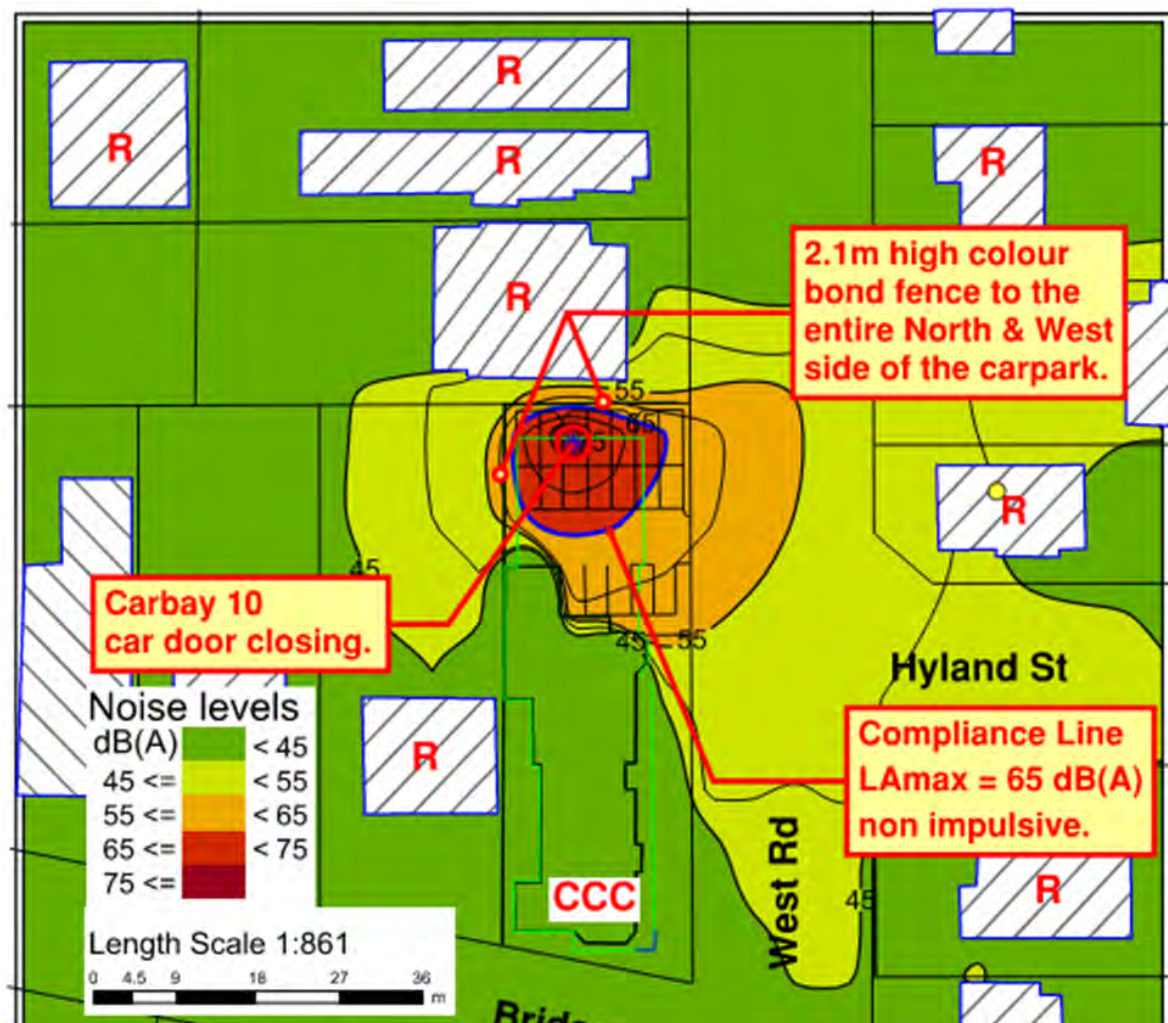 R
R
R
R
R
2.1m high colour
bond fence to the
entire North & West
side of the carpark.
55
65
R
45
Carbay 10
car door closing.
45
55
Hyland St
Noise levels
dB(A)
< 45
45 <=
< 55
55 <=
< 65
65 <=
< 75
75 <=
R
Compliance Line
LAmax = 65 dB(A)
non impulsive.
West Rd
CCC
R
45
Length Scale 1:861
0 4.5 9 18 27 36
m